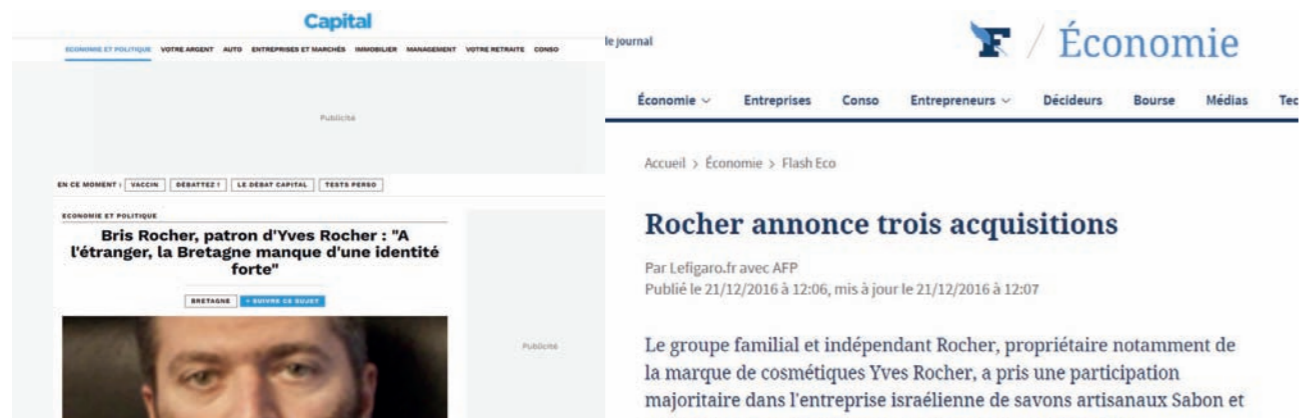 Capital
ECONOMIE ET POLITIQUE VOTRE ARGENT AUTO ENTREPRISES ET MARCHÉS IMMOBILIER MANAGEMENT VOTRE RETRAITE CONSO
Publicité
EN CE MOMENT : VACCIN DÉBATTEZ ! LE DÉBAT CAPITAL TESTS PERSO
ECONOMIE ET POLITIQUE
Bris Rocher, patron d'Yves Rocher : "A
l'étranger, la Bretagne manque d'une identité
forte"
BRETAGNE + SUIVRE CE SUJET
Publicité
le journal
F / Économie
Économie Entreprises Conso Entrepreneurs Décideurs Bourse Médias Tec
Accueil > Économie > Flash Eco
Rocher annonce trois acquisitions
Par Lefigaro.fr avec AFP
Publié le 21/12/2016 à 12:06, mis à jour le 21/12/2016 à 12:07
Le groupe familial et indépendant Rocher, propriétaire notamment de
la marque de cosmétiques Yves Rocher, a pris une participation
majoritaire dans l'entreprise israélienne de savons artisanaux Sabon et